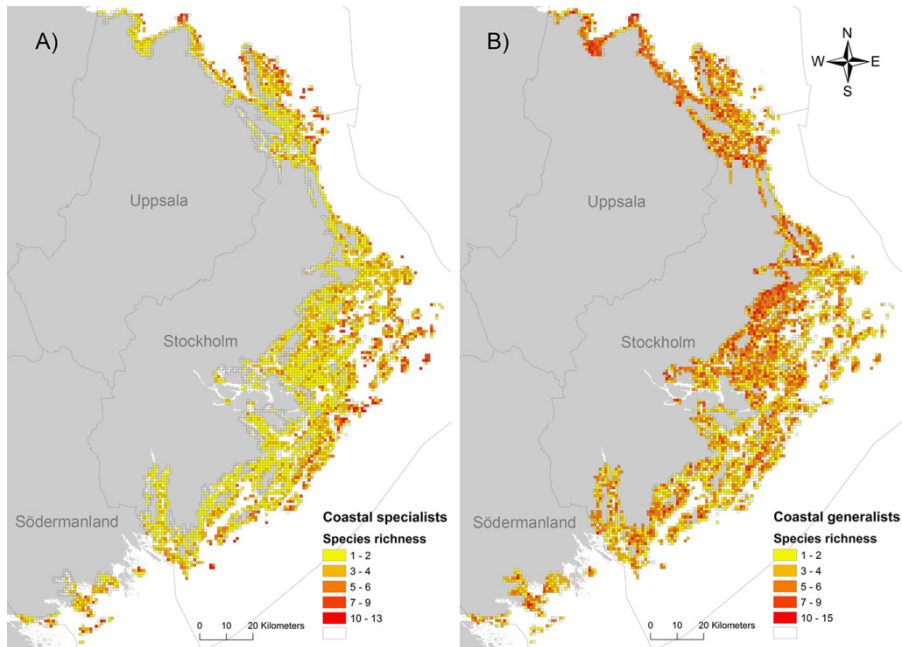 A)
Uppsala
Stockholm
Södermanland
Coastal specialists
Species richness
1 - 2
3 - 4
5 - 6
7 - 9
10 - 13
0 10 20 Kilometers
B)
N
W E
S
Uppsala
Stockholm
Södermanland
Coastal generalists
Species richness
1 - 2
3 - 4
5 - 6
7 - 9
10 - 15
0 10 20 Kilometers